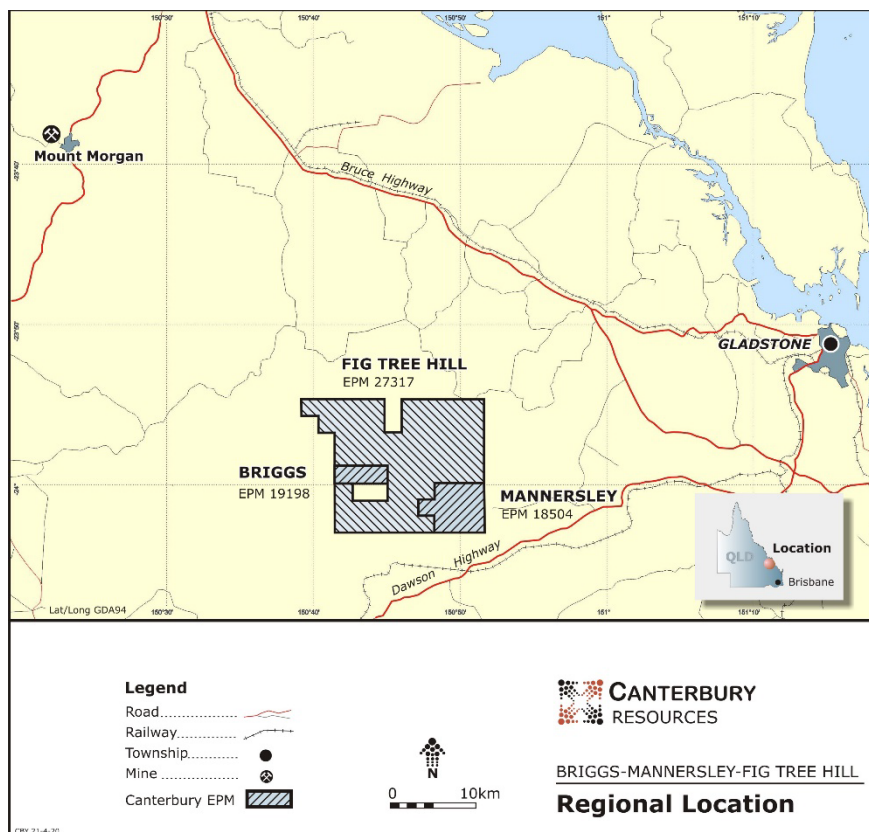 150°30'
150°40'
150°50'
151°
151°10'
Mount Morgan
-23°40'
Bruce Highway
-23°50'
GLADSTONE
FIG TREE HILL
EPM 27317
BRIGGS
EPM 19198
-24°
MANNERSLEY
EPM 18504
Dawson Highway
QLD
Location
Brisbane
Lat/Long GDA94
150°30'
150°40'
150°50'
151°
151°10'
Legend
Road
Railway
Township
Mine
Canterbury EPM
N
0 10km
CANTERBURY
RESOURCES
BRIGGS-MANNERSLEY-FIG TREE HILL
Regional Location